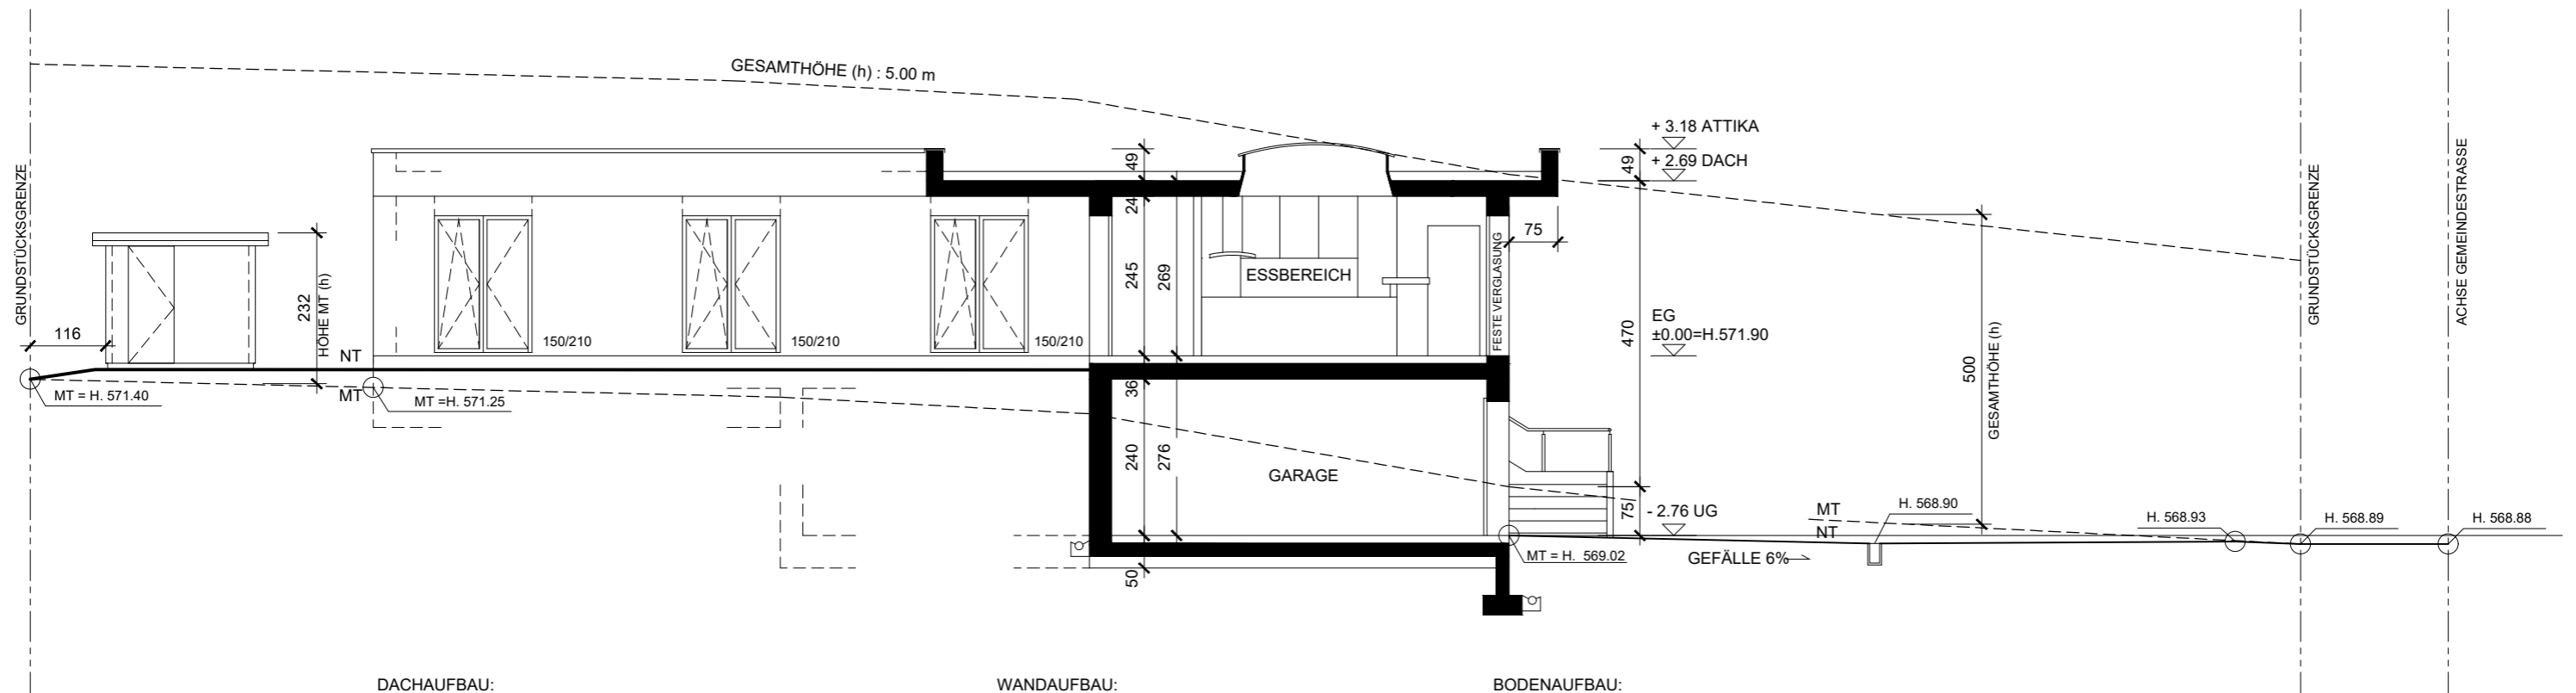 GESAMTHÖHE (h) : 5.00 m
+ 3.18 ATTIKA
+ 2.69 DACH
49
49
24
GRUNDSTÜCKSGRENZE
GRUNDSTÜCKSGRENZE
ACHSE GEMEINDESTRASSE
116
232
HÖHE MT (h)
150/210
150/210
150/210
245
269
ESSBEREICH
FESTE VERGLASUNG
75
470
EG
±0.00=H.571.90
500
GESAMTHÖHE (h)
NT
MT
MT = H. 571.40
MT =H. 571.25
36
240
276
GARAGE
75
- 2.76 UG
MT = H. 569.02
GEFÄLLE 6%
MT
NT
H. 568.90
H. 568.93
H. 568.89
H. 568.88
50
DACHAUFBAU:
WANDAUFBAU:
BODENAUFBAU: